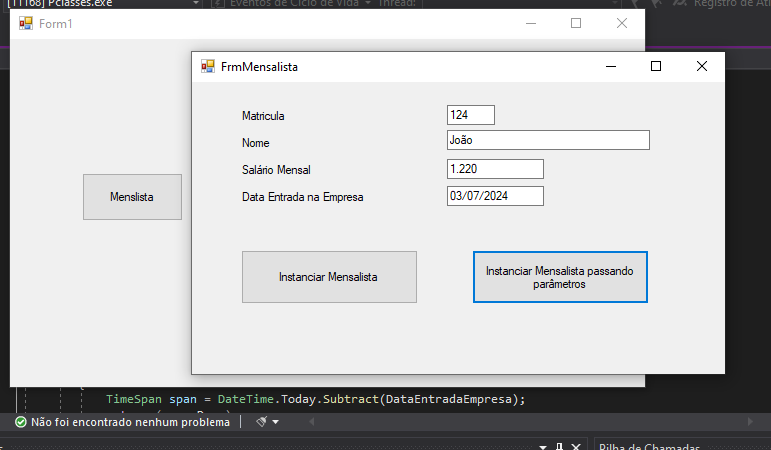 [11168] Pclasses.exe
Eventos de Ciclo de Vida
Thread:
Registro de Ati
Form1
FrmMensalista
Matricula
124
Nome
João
Salário Mensal
1.220
Data Entrada na Empresa
03/07/2024
Menslista
Instanciar Mensalista
Instanciar Mensalista passando
parâmetros
TimeSpan span = DateTime.Today.Subtract(DataEntradaEmpresa);
Não foi encontrado nenhum problema
Pilha de Chamadas